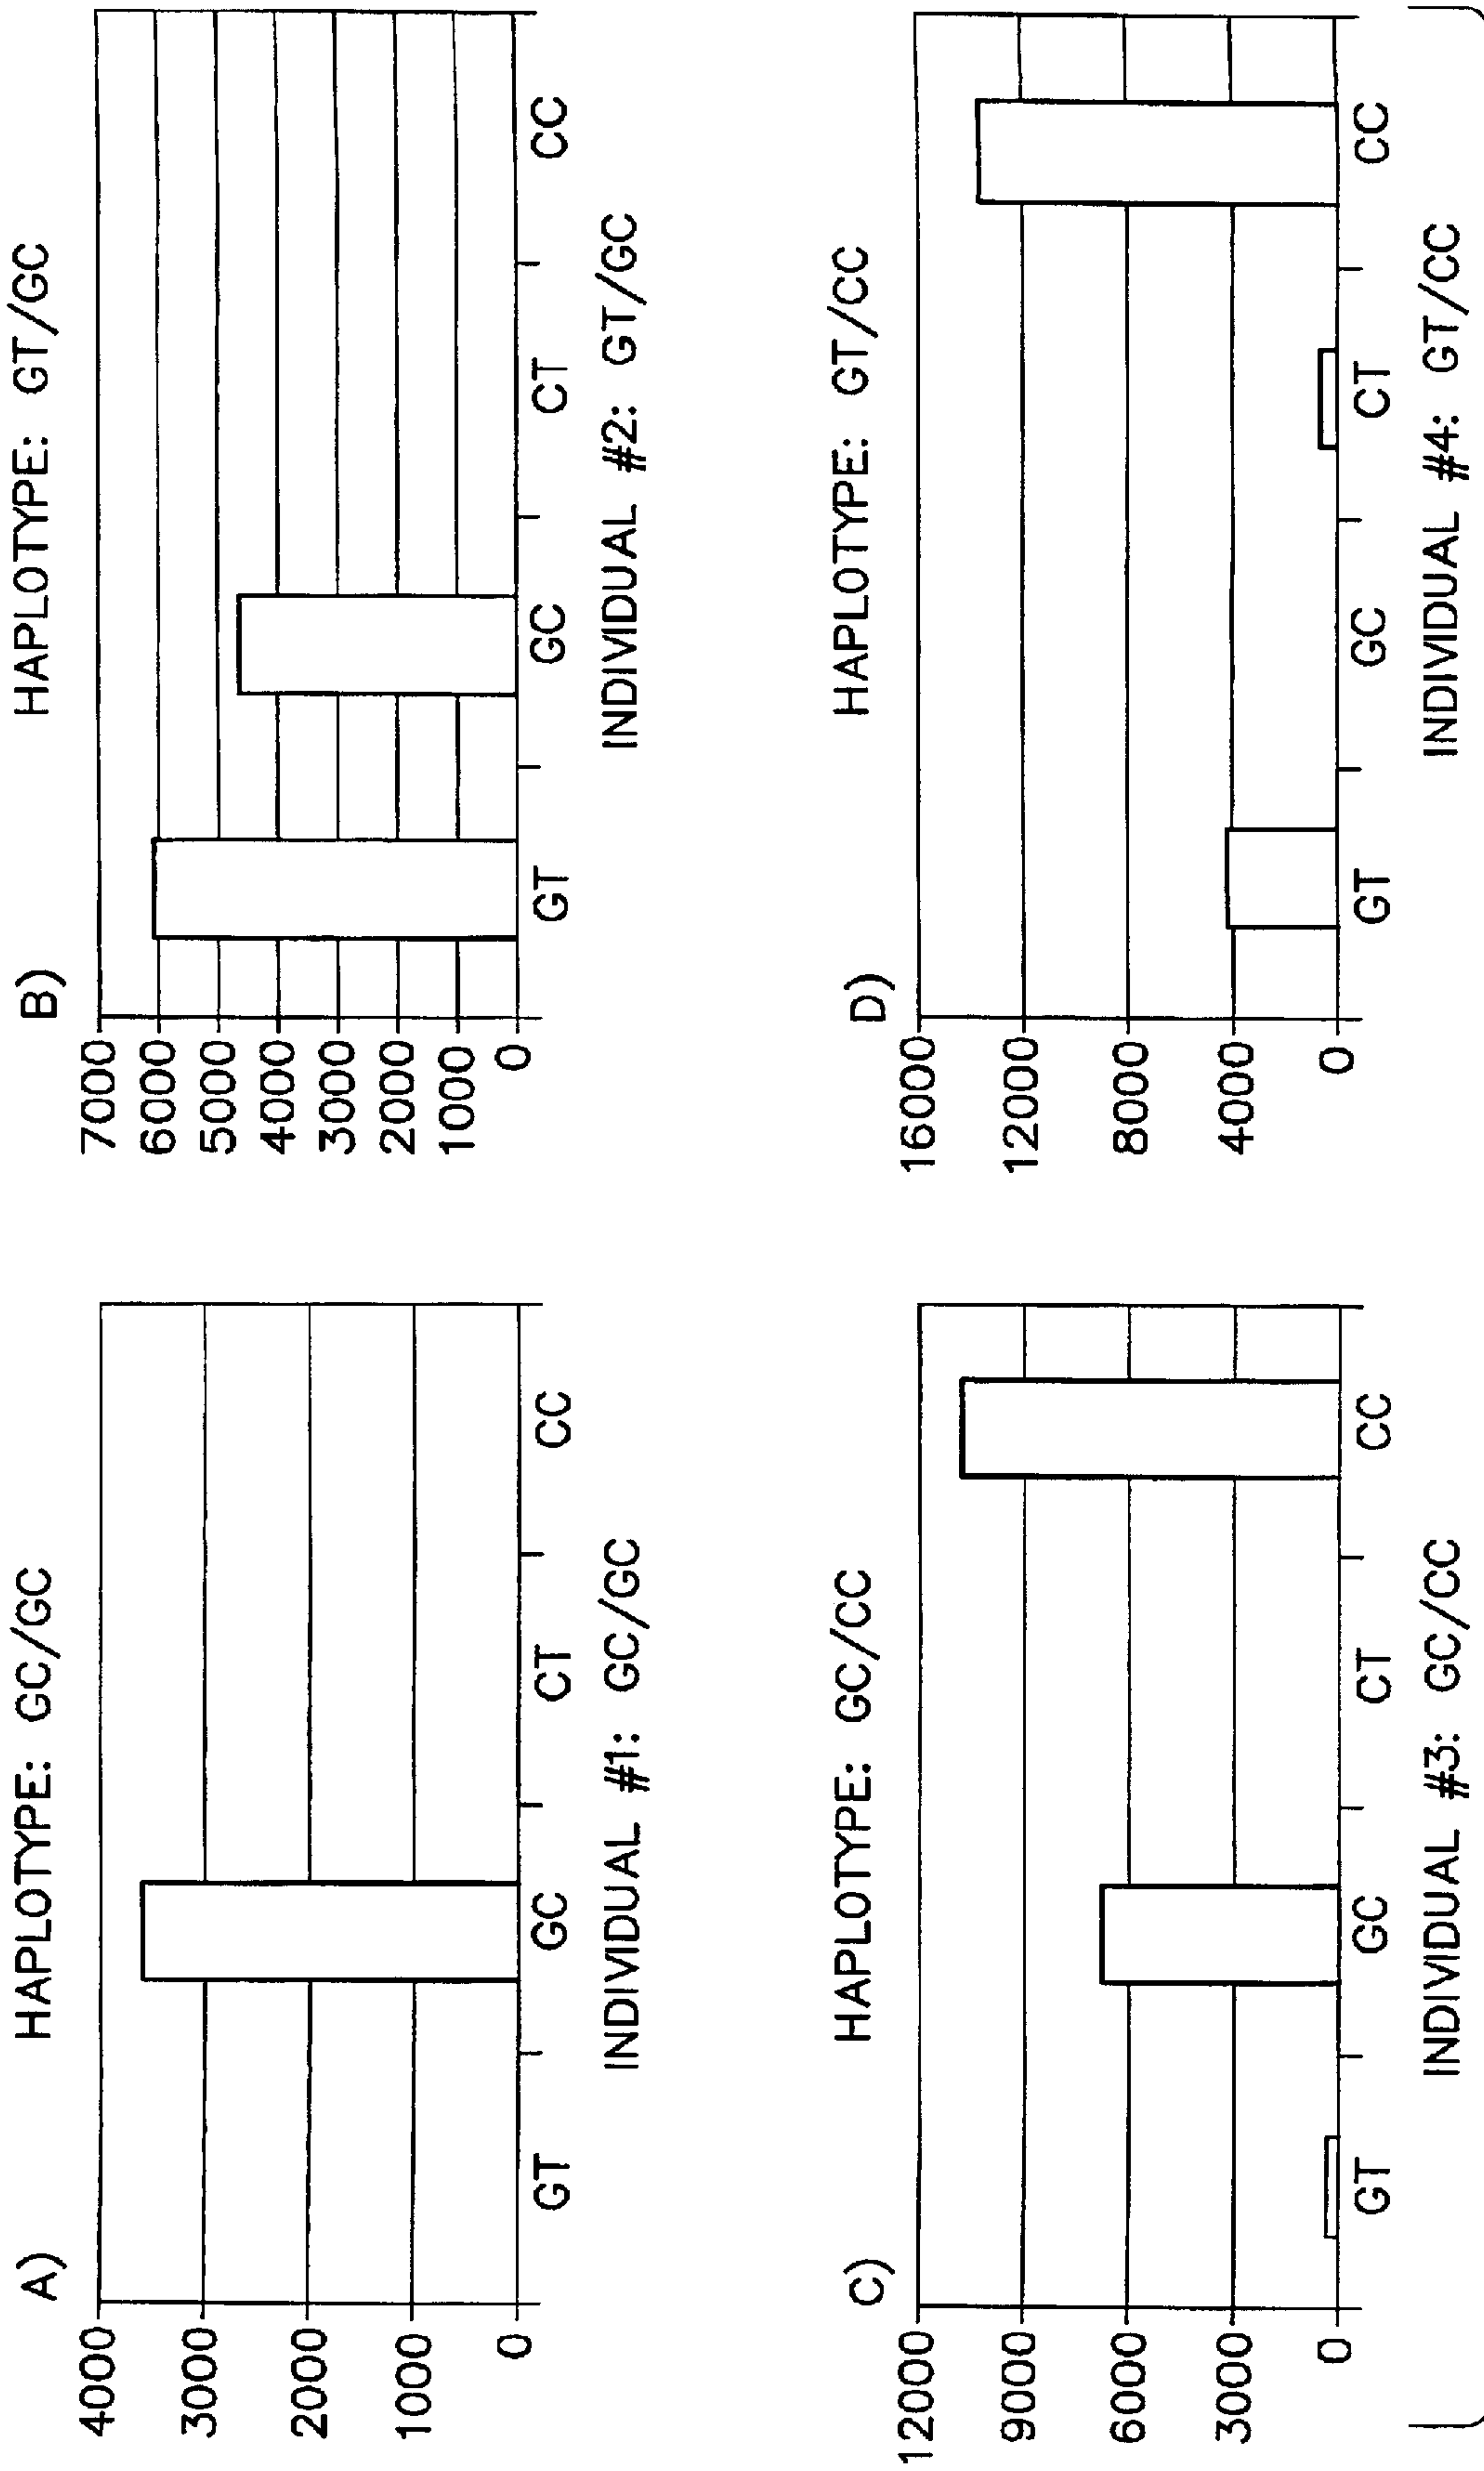 A)
HAPLOTYPE: GC/GC
4000
3000
2000
1000
0
GT GC CT CC
INDIVIDUAL #1: GC/GC
B)
HAPLOTYPE: GT/GC
7000
6000
5000
4000
3000
2000
1000
0
GT GC CT CC
INDIVIDUAL #2: GT/GC
C)
HAPLOTYPE: GC/CC
12000
9000
6000
3000
0
GT GC CT CC
INDIVIDUAL #3: GC/CC
D)
HAPLOTYPE: GT/CC
16000
12000
8000
4000
0
GT GC CT CC
INDIVIDUAL #4: GT/CC